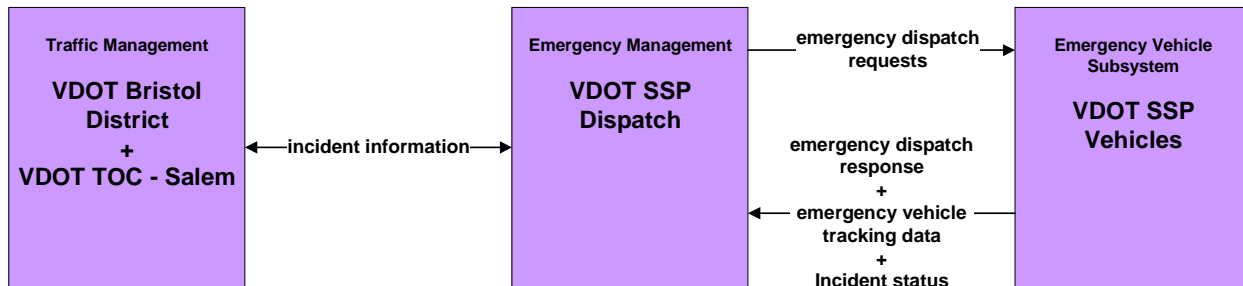 Traffic Management
VDOT Bristol
District
+
VDOT TOC - Salem
incident information
Emergency Management
VDOT SSP
Dispatch
emergency dispatch
requests
emergency dispatch
response
+
emergency vehicle
tracking data
+
Incident status
Emergency Vehicle
Subsystem
VDOT SSP
Vehicles